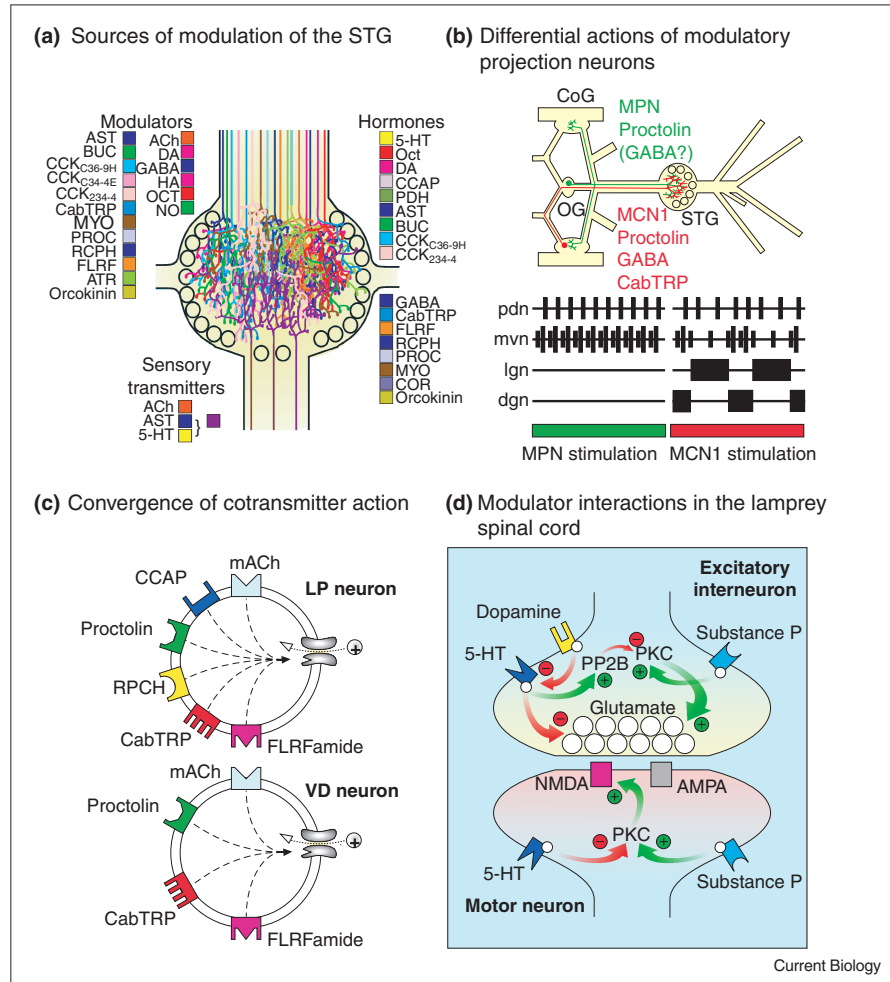 (a) Sources of modulation of the STG
Modulators
AST
BUC
CCKC36-9H
CCKC34-4E
CCK234-4
CabTRP
MYO
PROC
RCPH
FLRF
ATR
Orcokinin
ACh
DA
GABA
HA
OCT
NO
Hormones
5-HT
Oct
DA
CCAP
PDH
AST
BUC
CCKC36-9H
CCK234-4
GABA
CabTRP
FLRF
RCPH
PROC
MYO
COR
Orcokinin
Sensory
transmitters
ACh
AST
5-HT
}
(b) Differential actions of modulatory
projection neurons
CoG
MPN
Proctolin
(GABA?)
OG
STG
MCN1
Proctolin
GABA
CabTRP
pdn
mvn
lgn
dgn
MPN stimulation
MCN1 stimulation
(c) Convergence of cotransmitter action
mACh
CCAP
LP neuron
Proctolin
+
RPCH
CabTRP
FLRFamide
mACh
VD neuron
Proctolin
+
CabTRP
FLRFamide
(d) Modulator interactions in the lamprey
spinal cord
Excitatory
interneuron
Dopamine
5-HT
Substance P
− − PKC
PP2B
+ +
Glutamate
− +
NMDA
AMPA
+
PKC
− +
5-HT
Substance P
Motor neuron
Current Biology